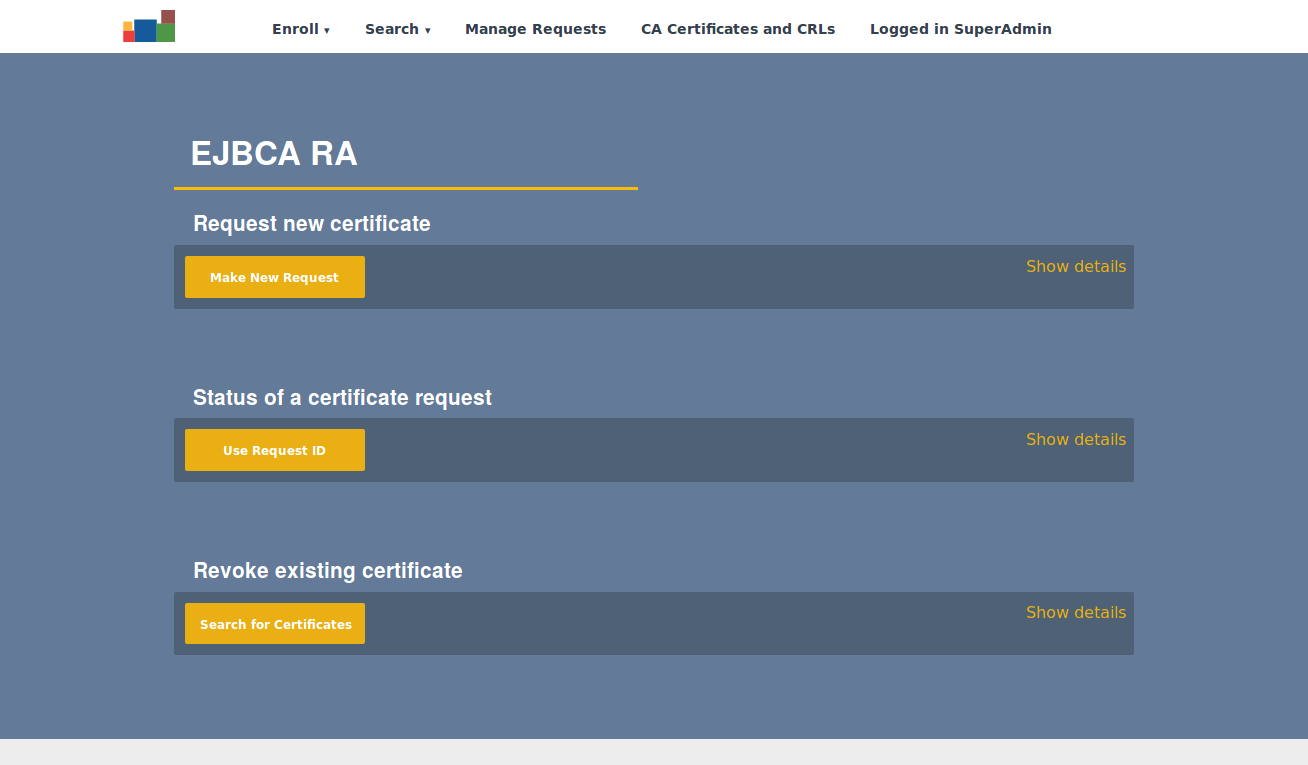 Enroll ▾ Search ▾ Manage Requests CA Certificates and CRLs Logged in SuperAdmin
EJBCA RA
Request new certificate
Make New Request Show details
Status of a certificate request
Use Request ID Show details
Revoke existing certificate
Search for Certificates Show details